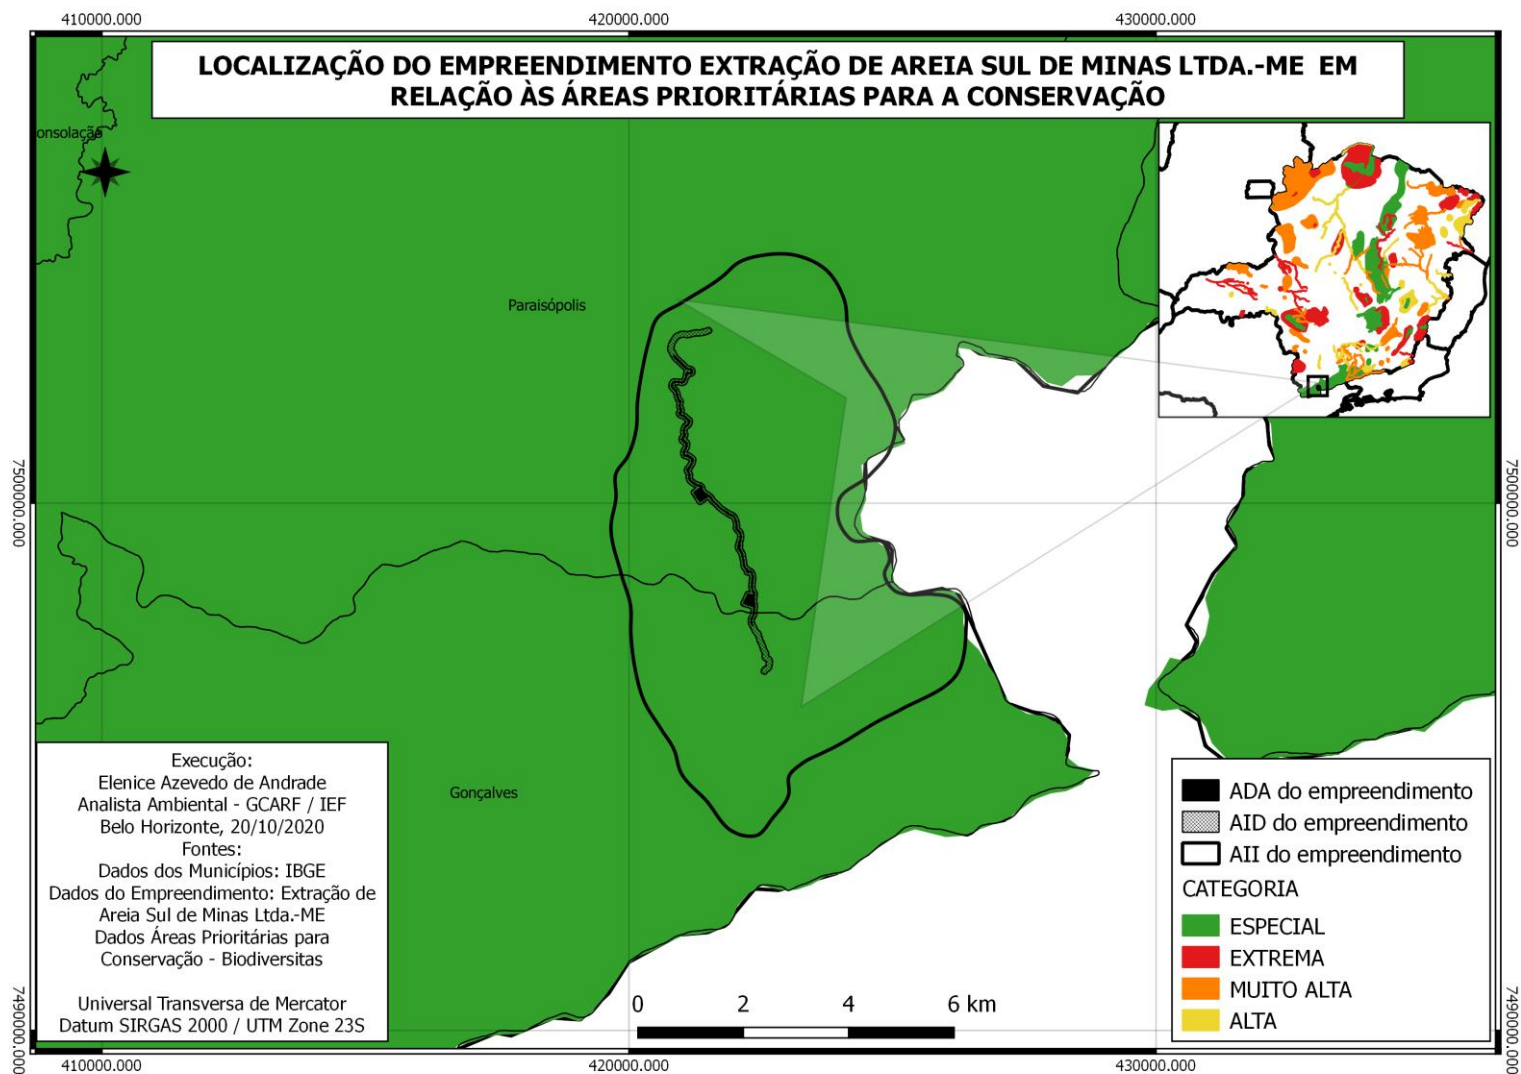 410000.000
420000.000
430000.000
LOCALIZAÇÃO DO EMPREENDIMENTO EXTRAÇÃO DE AREIA SUL DE MINAS LTDA.-ME EM
RELAÇÃO ÀS ÁREAS PRIORITÁRIAS PARA A CONSERVAÇÃO
onsolação
Paraisópolis
7500000.000
7500000.000
Gonçalves
Execução:
Elenice Azevedo de Andrade
Analista Ambiental - GCARF / IEF
Belo Horizonte, 20/10/2020
Fontes:
Dados dos Municípios: IBGE
Dados do Empreendimento: Extração de
Areia Sul de Minas Ltda.-ME
Dados Áreas Prioritárias para
Conservação - Biodiversitas
Universal Transversa de Mercator
Datum SIRGAS 2000 / UTM Zone 23S
0 2 4 6 km
ADA do empreendimento
AID do empreendimento
AII do empreendimento
CATEGORIA
ESPECIAL
EXTREMA
MUITO ALTA
ALTA
7490000.000
7490000.000
410000.000
420000.000
430000.000